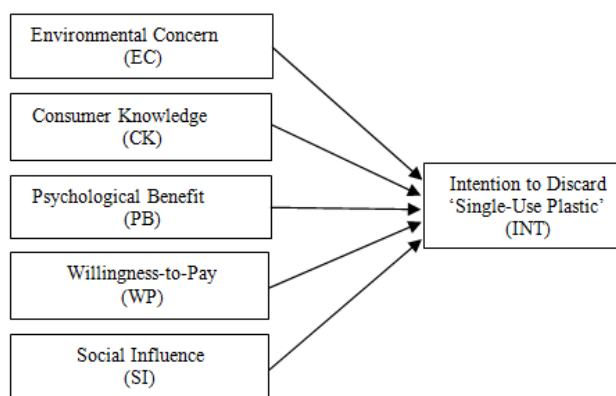 Environmental Concern
(EC)
Consumer Knowledge
(CK)
Psychological Benefit
(PB)
Willingness-to-Pay
(WP)
Social Influence
(SI)
Intention to Discard
‘Single-Use Plastic’
(INT)